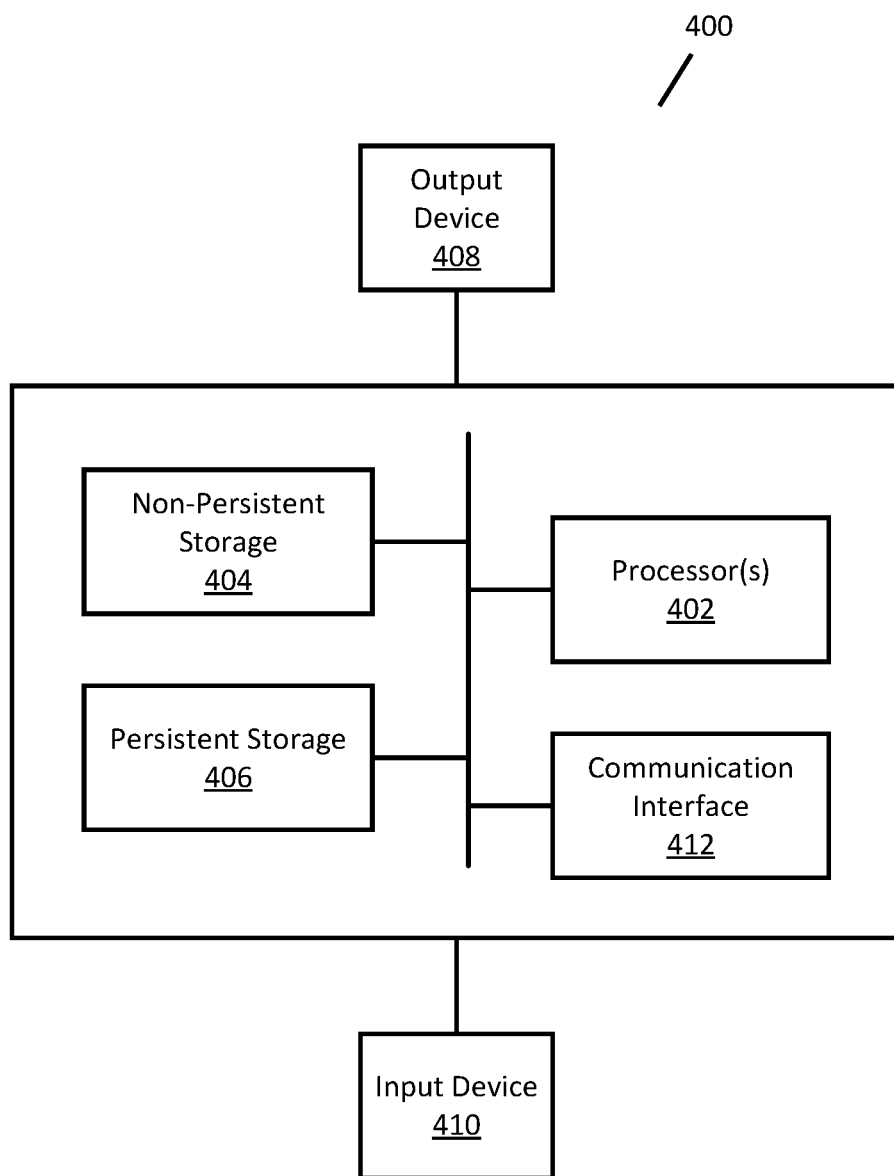 400
Output
Device
408
Non-Persistent
Storage
404
Processor(s)
402
Persistent Storage
406
Communication
Interface
412
Input Device
410